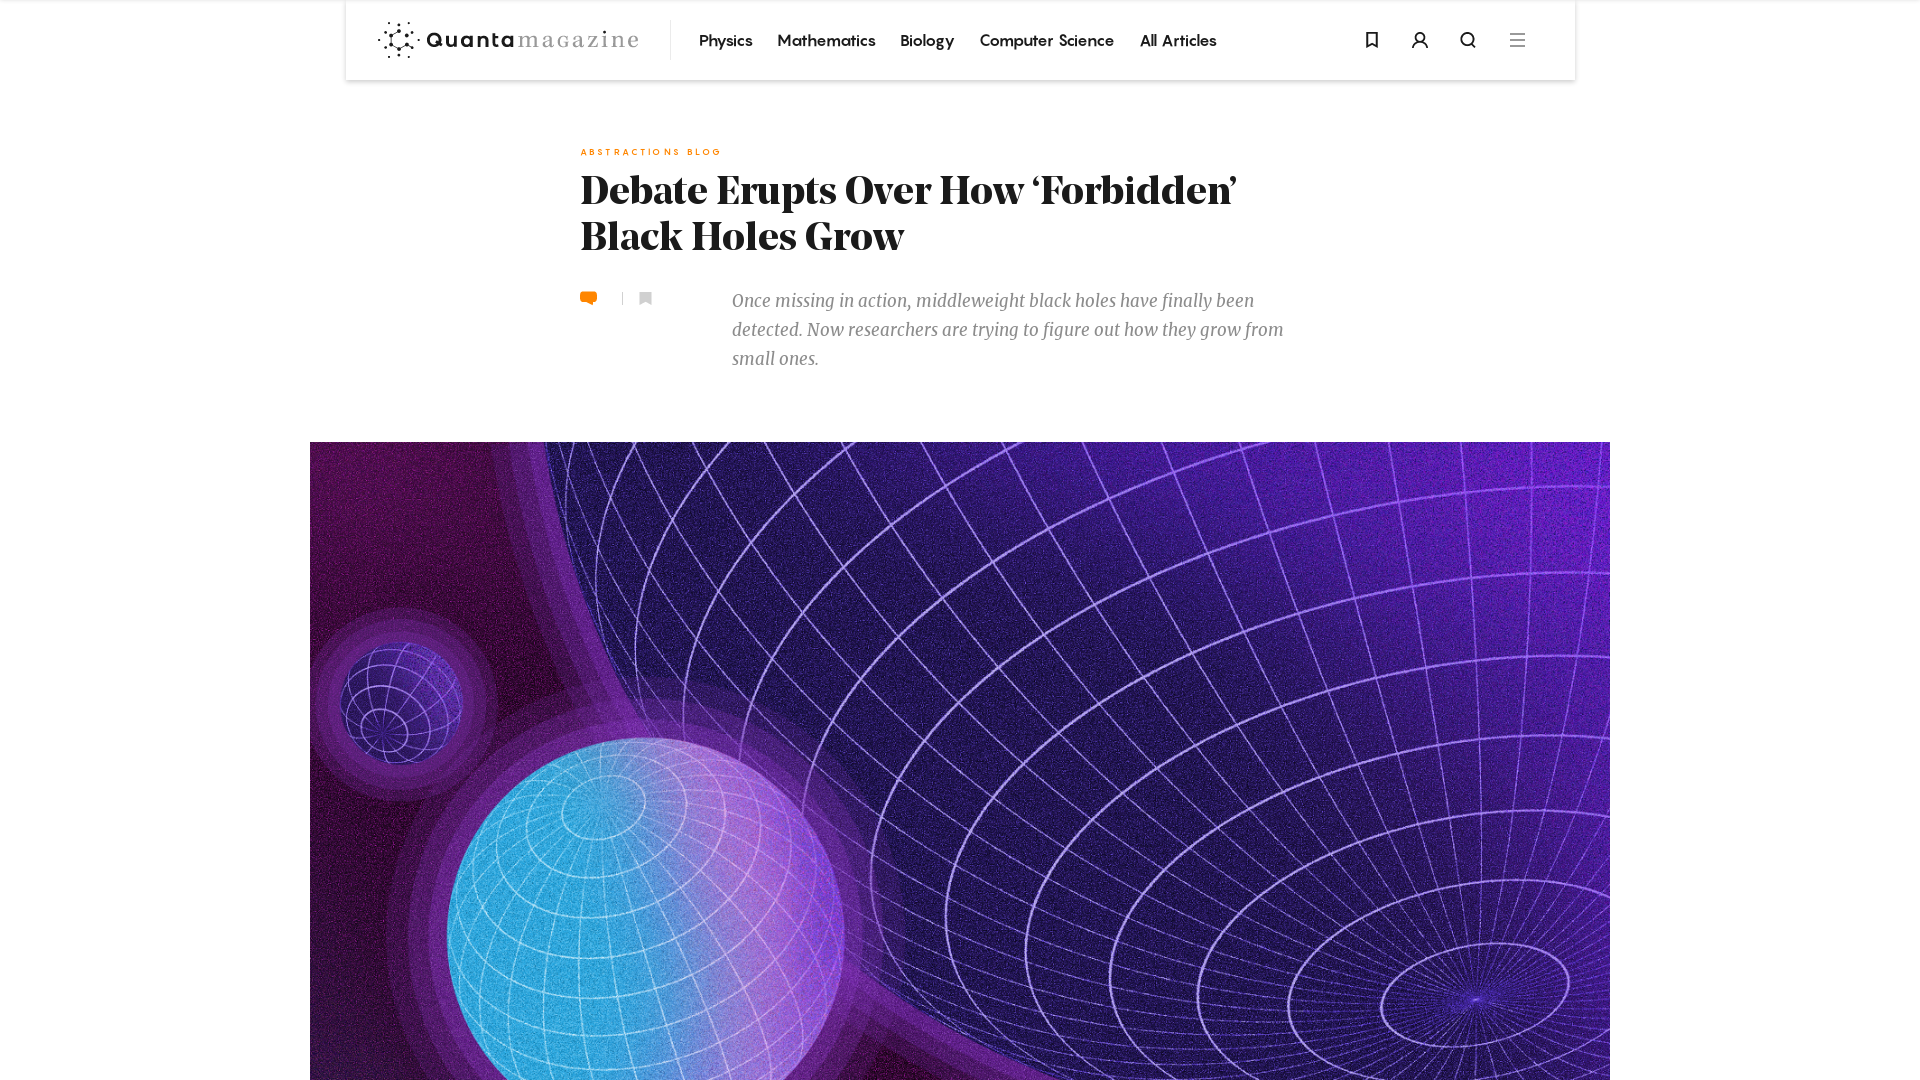 Quanta magazine
Physics
Mathematics
Biology
Computer Science
All Articles
ABSTRACTIONS BLOG
Debate Erupts Over How ‘Forbidden’
Black Holes Grow
Once missing in action, middleweight black holes have finally been
detected. Now researchers are trying to figure out how they grow from
small ones.